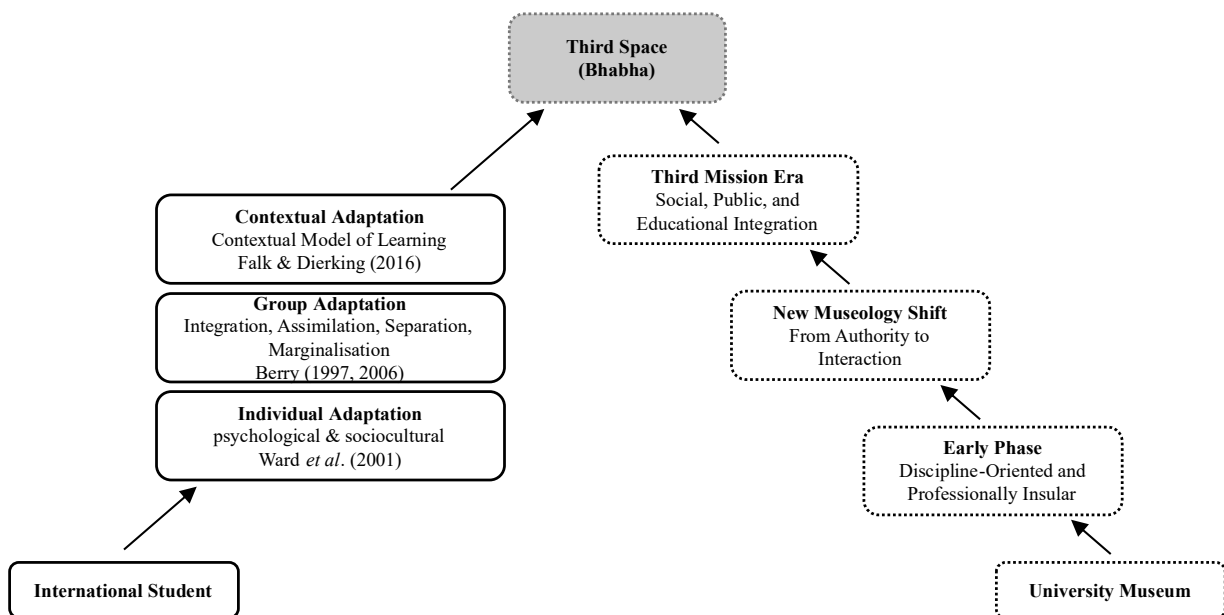 Third Space
(Bhabha)
Third Mission Era
Social, Public, and
Educational Integration
Contextual Adaptation
Contextual Model of Learning
Falk & Dierking (2016)
Group Adaptation
Integration, Assimilation, Separation,
Marginalisation
Berry (1997, 2006)
New Museology Shift
From Authority to
Interaction
Individual Adaptation
psychological & sociocultural
Ward et al. (2001)
Early Phase
Discipline-Oriented and
Professionally Insular
International Student
University Museum